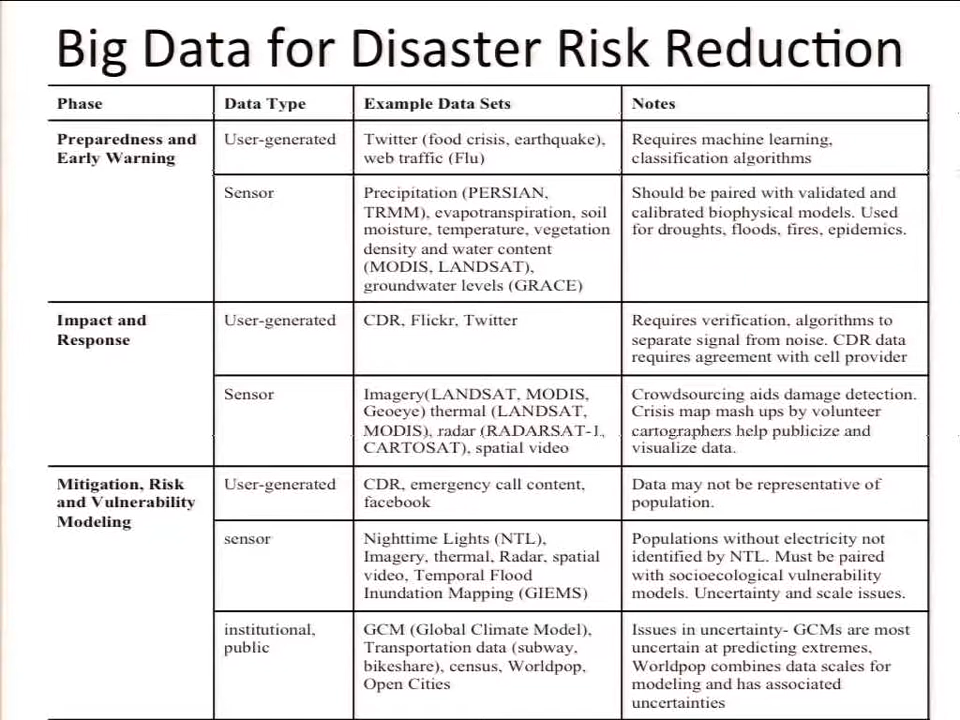 Big Data for Disaster Risk Reduction
Phase
Data Type
Example Data Sets
Notes
Preparedness and
Early Warning
User-generated
Twitter (food crisis, earthquake),
web traffic (Flu)
Requires machine learning,
classification algorithms
Sensor
Precipitation (PERSIAN,
TRMM), evapotranspiration, soil
moisture, temperature, vegetation
density and water content
(MODIS, LANDSAT),
groundwater levels (GRACE)
Should be paired with validated and
calibrated biophysical models. Used
for droughts, floods, fires, epidemics.
Impact and
Response
User-generated
CDR, Flickr, Twitter
Requires verification, algorithms to
separate signal from noise. CDR data
requires agreement with cell provider
Sensor
Imagery(LANDSAT, MODIS,
Geoeye) thermal (LANDSAT,
MODIS), radar (RADARSAT-1,
CARTOSAT), spatial video
Crowdsourcing aids damage detection.
Crisis map mash ups by volunteer
cartographers help publicize and
visualize data.
Mitigation, Risk
and Vulnerability
Modeling
User-generated
CDR, emergency call content,
facebook
Data may not be representative of
population.
sensor
Nighttime Lights (NTL),
Imagery, thermal, Radar, spatial
video, Temporal Flood
Inundation Mapping (GIEMS)
Populations without electricity not
identified by NTL. Must be paired
with socioecological vulnerability
models. Uncertainty and scale issues.
institutional,
public
GCM (Global Climate Model),
Transportation data (subway,
bikeshare), census, Worldpop,
Open Cities
Issues in uncertainty- GCMs are most
uncertain at predicting extremes,
Worldpop combines data scales for
modeling and has associated
uncertainties